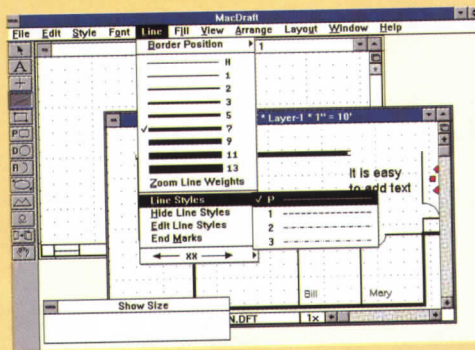 MacDraft
File Edit Style Font Line Fill View Arrange Layout Window Help
Border Position
1
H
1
2
3
5
7
9
11
13
Zoom Line Weights
Line Styles
Hide Line Styles
Edit Line Styles
End Marks
XX
P
1
2
3
* Layer-1 * 1" = 10'
It is easy
to add text
Bill
Mary
Show Size
N.DFT
1x
A
P
D
R